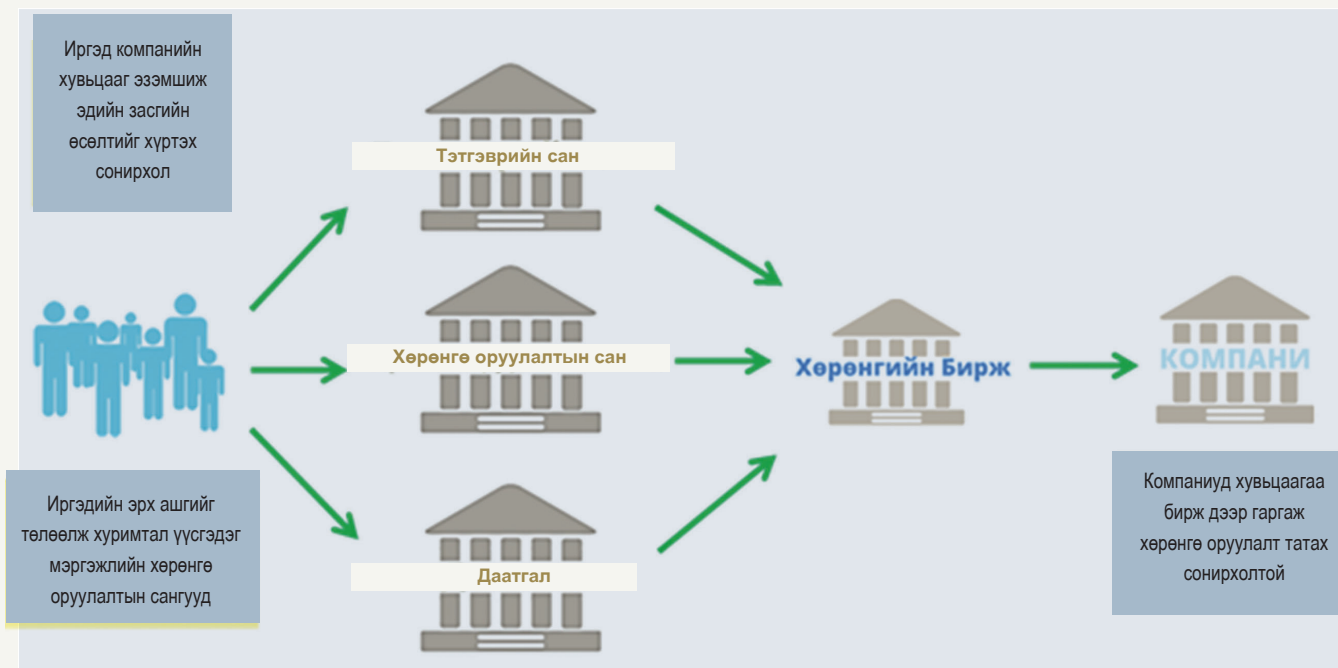 Иргэд компанийн
хувьцааг эзэмшиж
эдийн засгийн
өсөлтийг хүртэх
сонирхол
Тэтгэврийн сан
Хөрөнгө оруулалтын сан
Хөрөнгийн Бирж
КОМПАНИ
Иргэдийн эрх ашгийг
төлөөлж хуримтал үүсгэдэг
мэргэжлийн хөрөнгө
оруулалтын сангууд
Даатгал
Компаниуд хувьцаагаа
бирж дээр гаргаж
хөрөнгө оруулалт татах
сонирхолтой